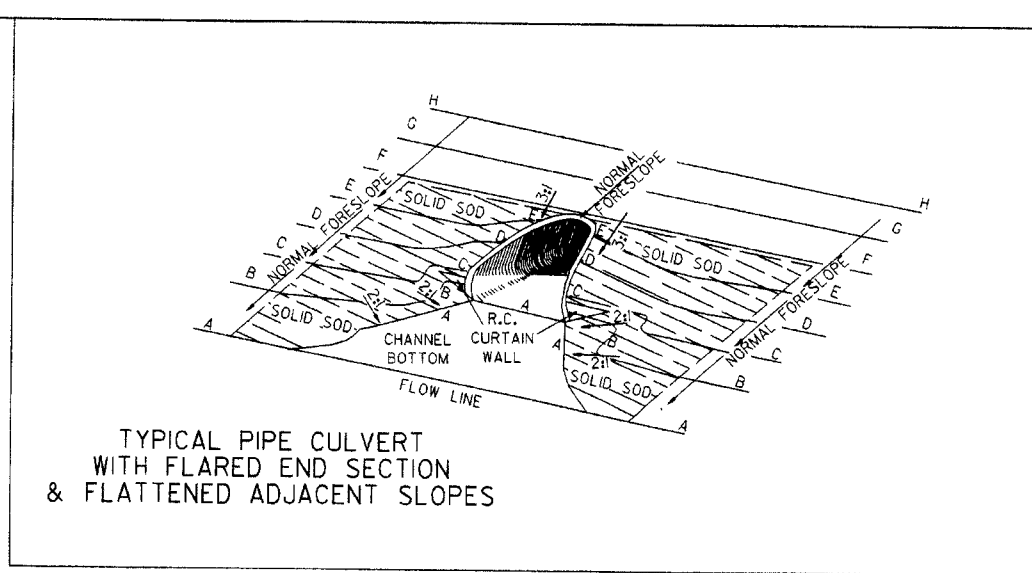 H
G
F
E
D
C
B
A
NORMAL FORESLOPE
SOLID SOD
SOLID SOD
2:1
2:1
A
B
C
D
E
3:1
NORMAL
FORESLOPE
E
3:1
D
C
B
A
A
2:1
2:1
SOLID SOD
SOLID SOD
NORMAL FORESLOPE
H
G
F
E
D
C
B
A
R.C.
CURTAIN
WALL
CHANNEL
BOTTOM
FLOW LINE
TYPICAL PIPE CULVERT
WITH FLARED END SECTION
& FLATTENED ADJACENT SLOPES